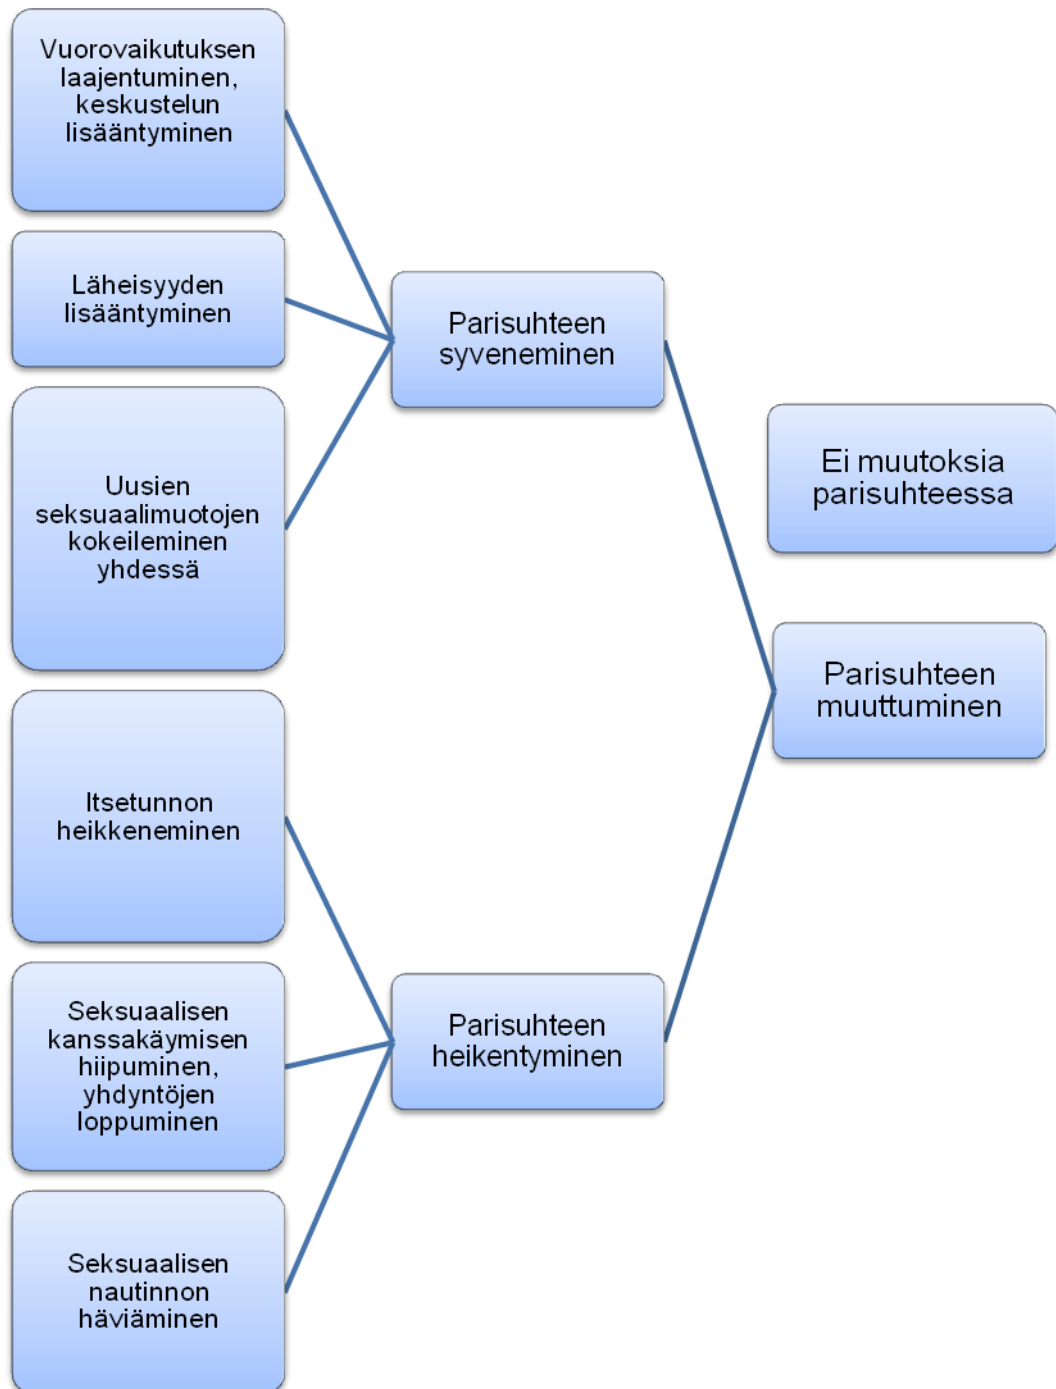 Vuorovaikutuksen
laajentuminen,
keskustelun
lisääntyminen
Läheisyyden
lisääntyminen
Uusien
seksuaalimuotojen
kokeileminen
yhdessä
Itsetunnon
heikkeneminen
Seksuaalisen
kanssakäymisen
hiipuminen,
yhdyntöjen
loppuminen
Seksuaalisen
nautinnon
häviäminen
Parisuhteen
syveneminen
Parisuhteen
heikentyminen
Ei muutoksia
parisuhteessa
Parisuhteen
muuttuminen